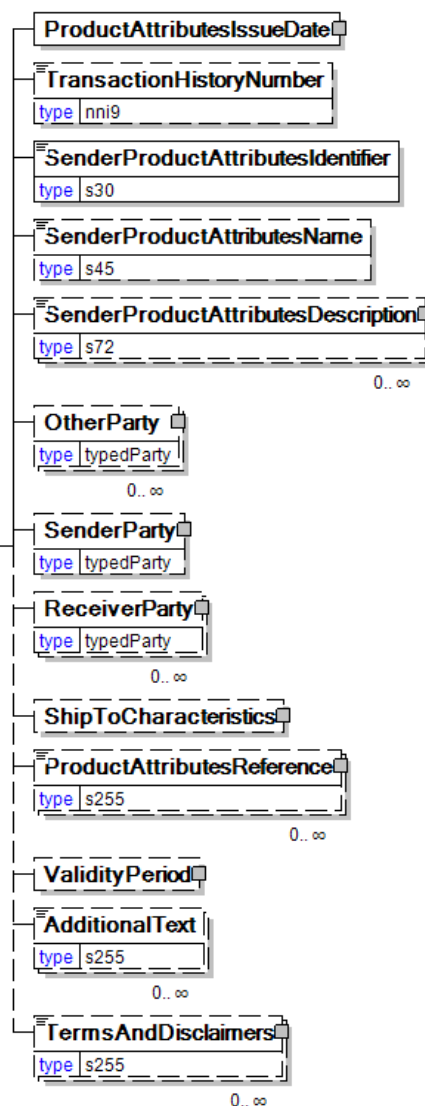 ProductAttributesIssueDate
TransactionHistoryNumber
type nni9
SenderProductAttributesIdentifier
type s30
SenderProductAttributesName
type s45
SenderProductAttributesDescription
type s72
0.. ∞
OtherParty
type typedParty
0.. ∞
SenderParty
type typedParty
ReceiverParty
type typedParty
0.. ∞
ShipToCharacteristics
ProductAttributesReference
type s255
0.. ∞
ValidityPeriod
AdditionalText
type s255
0.. ∞
TermsAndDisclaimers
type s255
0.. ∞